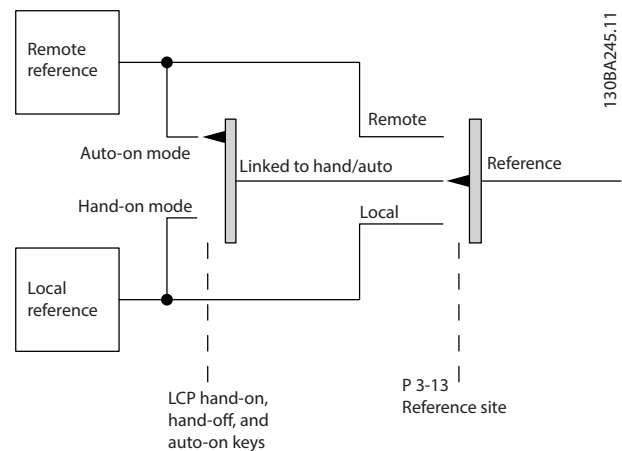 Remote
reference
130BA245.11
Remote
Auto-on mode
Linked to hand/auto
Reference
Hand-on mode
Local
Local
reference
LCP hand-on,
hand-off, and
auto-on keys
P 3-13
Reference site